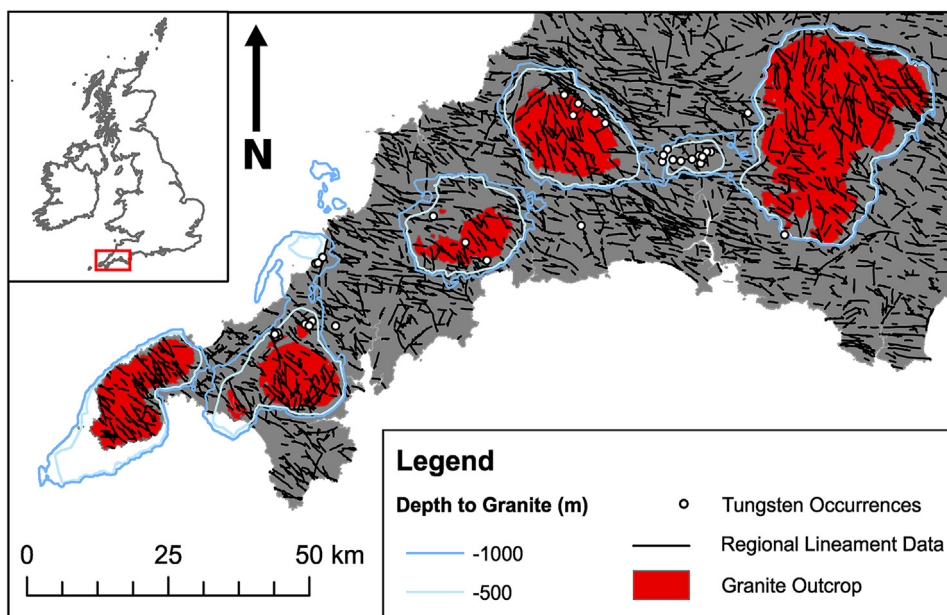 N
Legend
Depth to Granite (m)
-1000
-500
Tungsten Occurrences
Regional Lineament Data
Granite Outcrop
0 25 50 km